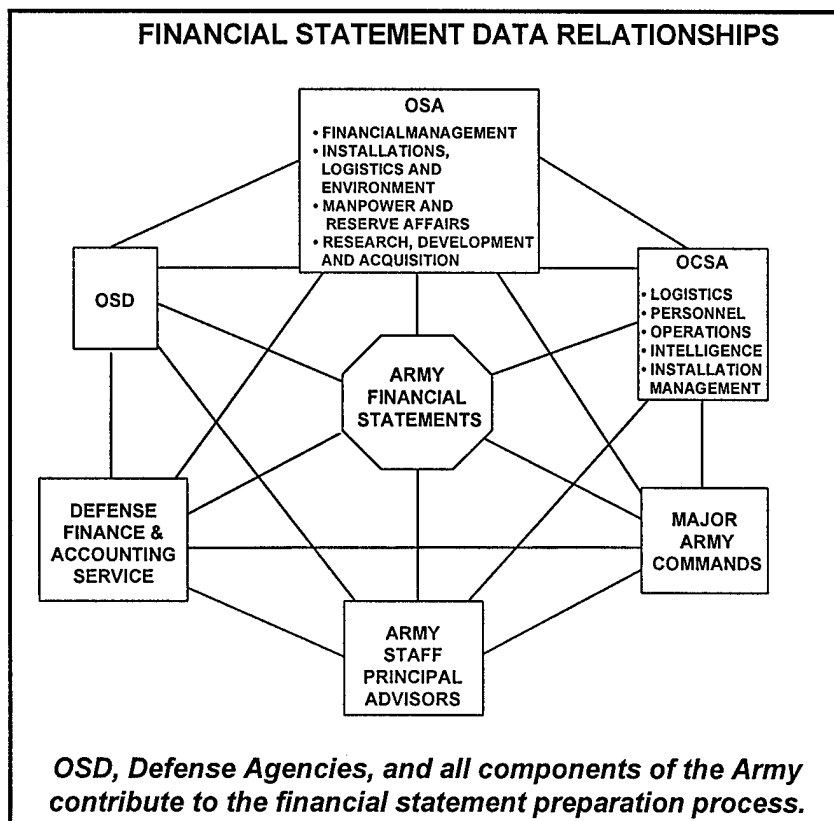 FINANCIAL STATEMENT DATA RELATIONSHIPS
OSA
• FINANCIALMANAGEMENT
• INSTALLATIONS,
LOGISTICS AND
ENVIRONMENT
• MANPOWER AND
RESERVE AFFAIRS
• RESEARCH, DEVELOPMENT
AND ACQUISITION
OSD
OCSA
• LOGISTICS
• PERSONNEL
• OPERATIONS
• INTELLIGENCE
• INSTALLATION
MANAGEMENT
ARMY
FINANCIAL
STATEMENTS
DEFENSE
FINANCE &
ACCOUNTING
SERVICE
MAJOR
ARMY
COMMANDS
ARMY
STAFF
PRINCIPAL
ADVISORS
OSD, Defense Agencies, and all components of the Army
contribute to the financial statement preparation process.